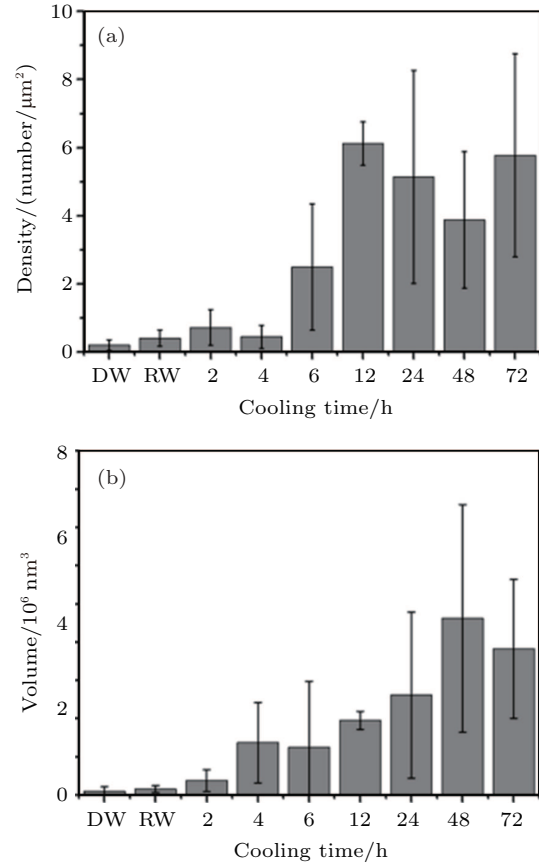 (a)
Density/(number/μm²)
10
8
6
4
2
0
DW RW 2 4 6 12 24 48 72
Cooling time/h
(b)
Volume/10⁶ nm³
8
6
4
2
0
DW RW 2 4 6 12 24 48 72
Cooling time/h